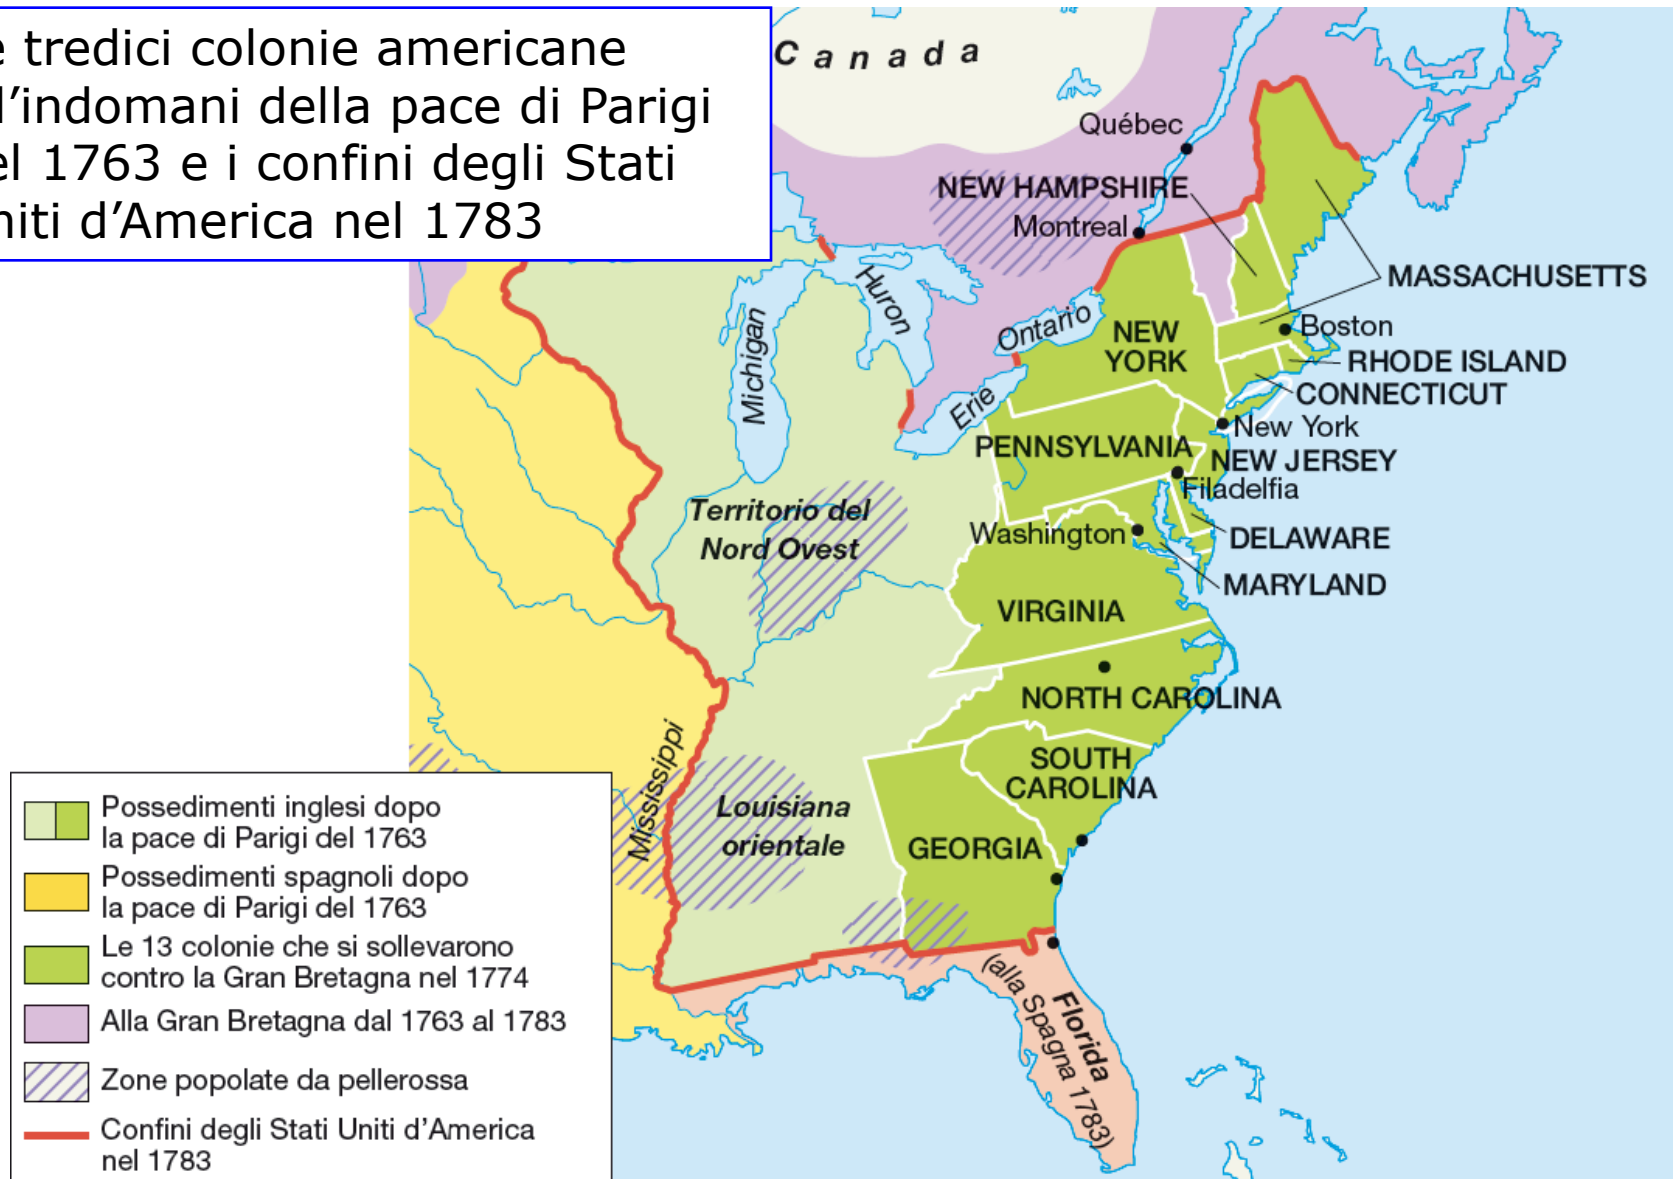 e tredici colonie americane
l’indomani della pace di Parigi
el 1763 e i confini degli Stati
niti d’America nel 1783
Canada
Québec
NEW HAMPSHIRE
Montreal
MASSACHUSETTS
Huron
Ontario
Michigan
NEW
YORK
Boston
RHODE ISLAND
Erie
CONNECTICUT
New York
PENNSYLVANIA
NEW JERSEY
Filadelfia
Territorio del
Nord Ovest
Washington
DELAWARE
MARYLAND
VIRGINIA
NORTH CAROLINA
Mississippi
SOUTH
CAROLINA
Louisiana
orientale
GEORGIA
Florida
(alla Spagna 1783)
Possedimenti inglesi dopo
la pace di Parigi del 1763
Possedimenti spagnoli dopo
la pace di Parigi del 1763
Le 13 colonie che si sollevarono
contro la Gran Bretagna nel 1774
Alla Gran Bretagna dal 1763 al 1783
Zone popolate da pellerossa
Confini degli Stati Uniti d’America
nel 1783